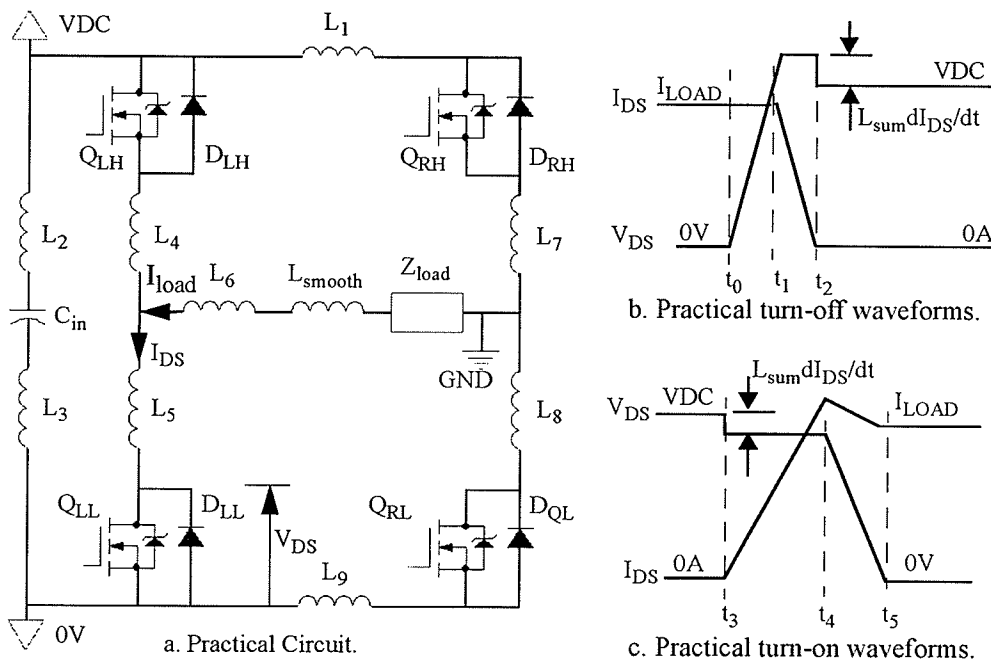 VDC
L1
QLH
DLH
QRH
DRH
L2
L4
L7
Iload
L6
Lsmooth
Zload
Cin
IDS
GND
L3
L5
L8
QLL
DLL
VDS
QRL
DQL
L9
0V
a. Practical Circuit.
IDS
ILOAD
VDC
LsumdIDS/dt
VDS
0V
0A
t0
t1
t2
b. Practical turn-off waveforms.
LsumdIDS/dt
VDS
VDC
ILOAD
IDS
0A
0V
t3
t4
t5
c. Practical turn-on waveforms.